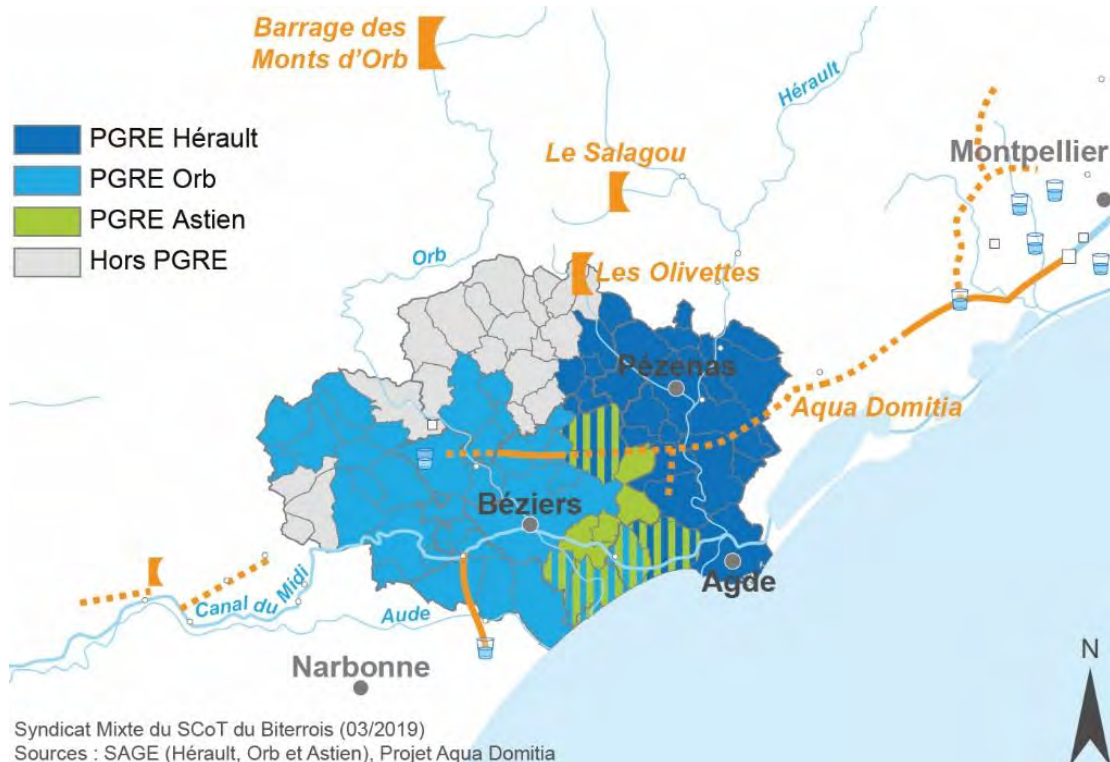 Barrage des
Monts d'Orb
Hérault
Le Salagou
Montpellier
PGRE Hérault
PGRE Orb
PGRE Astien
Hors PGRE
Orb
Les Olivettes
Pézenas
Aqua Domitia
Béziers
Agde
Canal du Midi
Aude
Narbonne
N
Syndicat Mixte du SCoT du Biterrois (03/2019)
Sources : SAGE (Hérault, Orb et Astien), Projet Aqua Domitia